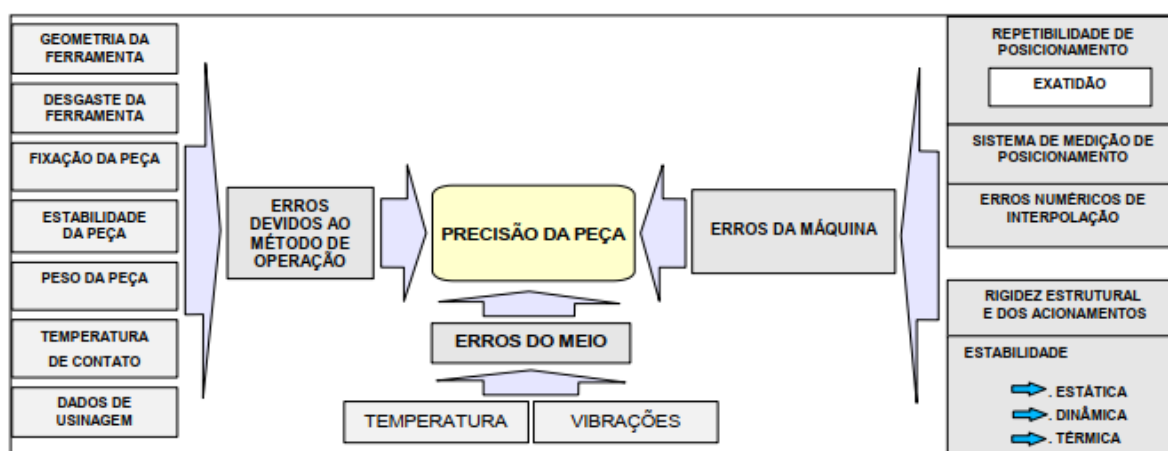 GEOMETRIA DA
FERRAMENTA
DESGASTE DA
FERRAMENTA
FIXAÇÃO DA PEÇA
ESTABILIDADE
DA PEÇA
PESO DA PEÇA
TEMPERATURA
DE CONTATO
DADOS DE
USINAGEM
ERROS
DEVIDOS AO
MÉTODO DE
OPERAÇÃO
PRECISÃO DA PEÇA
ERROS DO MEIO
TEMPERATURA
VIBRAÇÕES
ERROS DA MÁQUINA
REPETIBILIDADE DE
POSICIONAMENTO
EXATIDÃO
SISTEMA DE MEDIÇÃO DE
POSICIONAMENTO
ERROS NUMÉRICOS DE
INTERPOLAÇÃO
RIGIDEZ ESTRUTURAL
E DOS ACIONAMENTOS
ESTABILIDADE
. ESTÁTICA
. DINÂMICA
. TÉRMICA